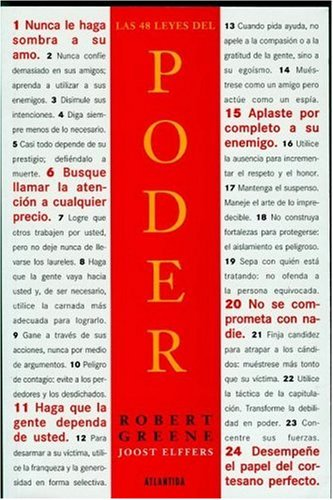 LAS 48 LEYES DEL
PODER
1 Nunca le haga
sombra a su
amo. 2 Nunca confíe
demasiado en sus amigos;
aprenda a utilizar a sus
enemigos. 3 Disimule sus
intenciones. 4 Diga siem-
pre menos de lo necesario.
5 Casi todo depende de su
prestigio; defiéndalo a
muerte. 6 Busque
llamar la aten-
ción a cualquier
precio. 7 Logre que
otros trabajen por usted,
pero no deje nunca de lle-
varse los laureles. 8 Haga
que la gente vaya hacia
usted y, de ser necesario,
utilice la carnada más
adecuada para lograrlo.
9 Gane a través de sus
acciones, nunca por medio
de argumentos. 10 Peligro
de contagio: evite a los per-
dedores y los desdichados.
11 Haga que la
gente dependa
de usted. 12 Para
desarmar a su víctima, uti-
lice la franqueza y la gene-
rosidad en forma selectiva.
13 Cuando pida ayuda, no
apele a la compasión o a la
gratitud de la gente, sino a
su egoísmo. 14 Mués-
trese como un amigo pero
actúe como un espía.
15 Aplaste por
completo a su
enemigo. 16 Utilice
la ausencia para incremen-
tar el respeto y el honor.
17 Mantenga el suspenso.
Maneje el arte de lo impre-
decible. 18 No construya
fortalezas para protegerse:
el aislamiento es peligroso.
19 Sepa con quién está
tratando: no ofenda a
la persona equivocada.
20 No se com-
prometa con na-
die. 21 Finja candidez
para atrapar a los cándi-
dos: muéstrese más tonto
que su víctima. 22 Utilice
la táctica de la capitula-
ción. Transforme la debili-
dad en poder. 23 Con-
centre sus fuerzas.
24 Desempeñe
el papel del cor-
tesano perfecto.
ROBERT
GREENE
JOOST ELFFERS
ATLANTIDA